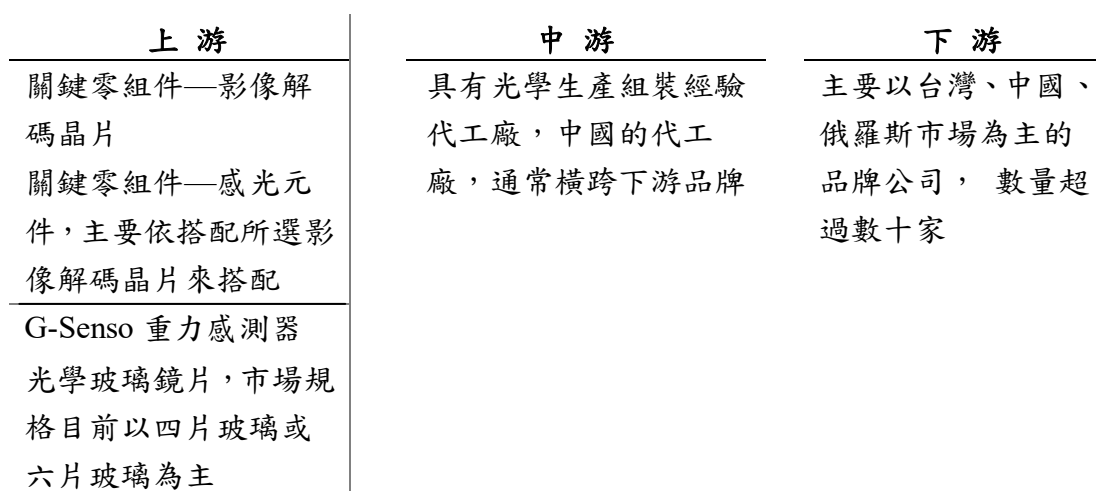 上 游
關鍵零組件—影像解
碼晶片
關鍵零組件—感光元
件,主要依搭配所選影
像解碼晶片來搭配
G-Senso 重力感測器
光學玻璃鏡片,市場規
格目前以四片玻璃或
六片玻璃為主
中 游
具有光學生產組裝經驗
代工廠,中國的代工
廠,通常橫跨下游品牌
下 游
主要以台灣、中國、
俄羅斯市場為主的
品牌公司, 數量超
過數十家